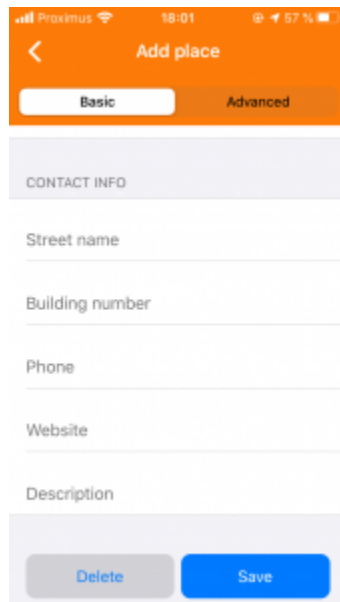 Proximus 18:01 57 %
Add place
Basic Advanced
CONTACT INFO
Street name
Building number
Phone
Website
Description
Delete Save